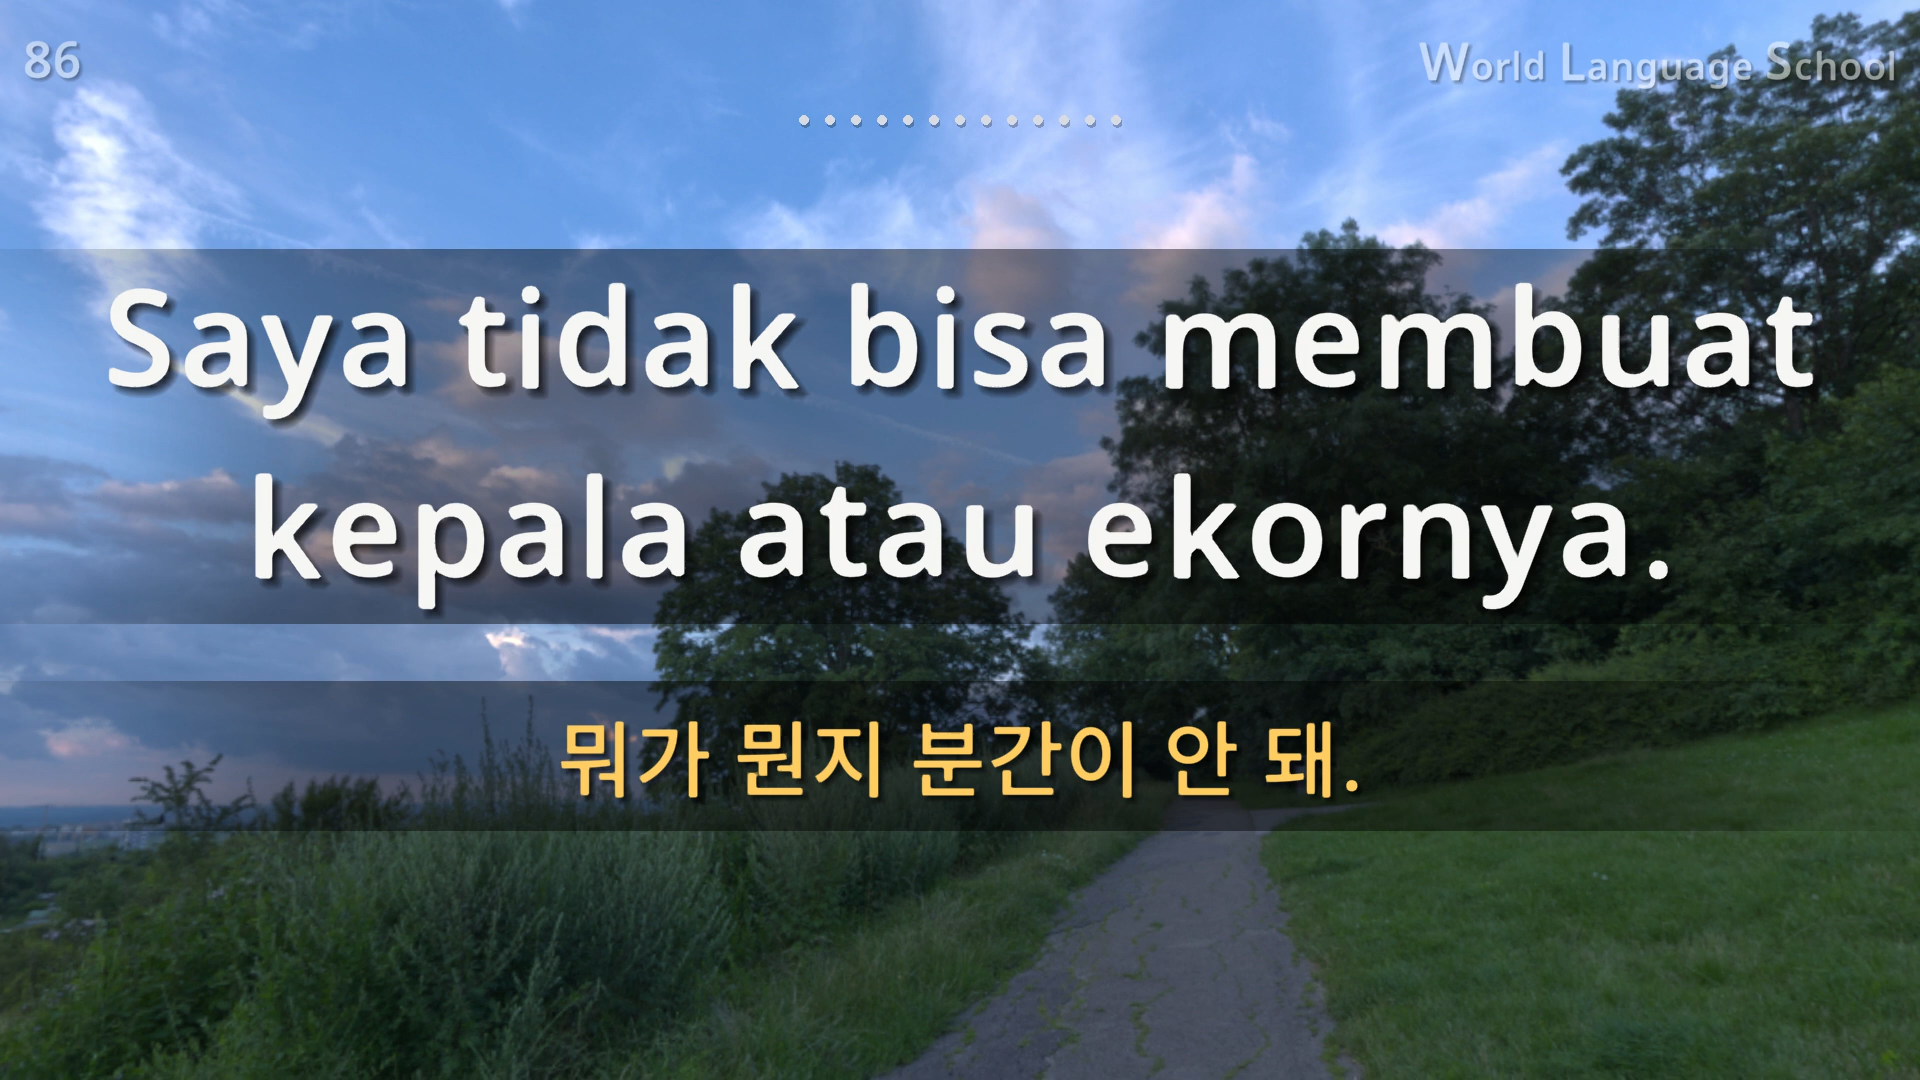 86
World Language School
Saya tidak bisa membuat
kepala atau ekornya.
뭐가 뭔지 분간이 안 돼.